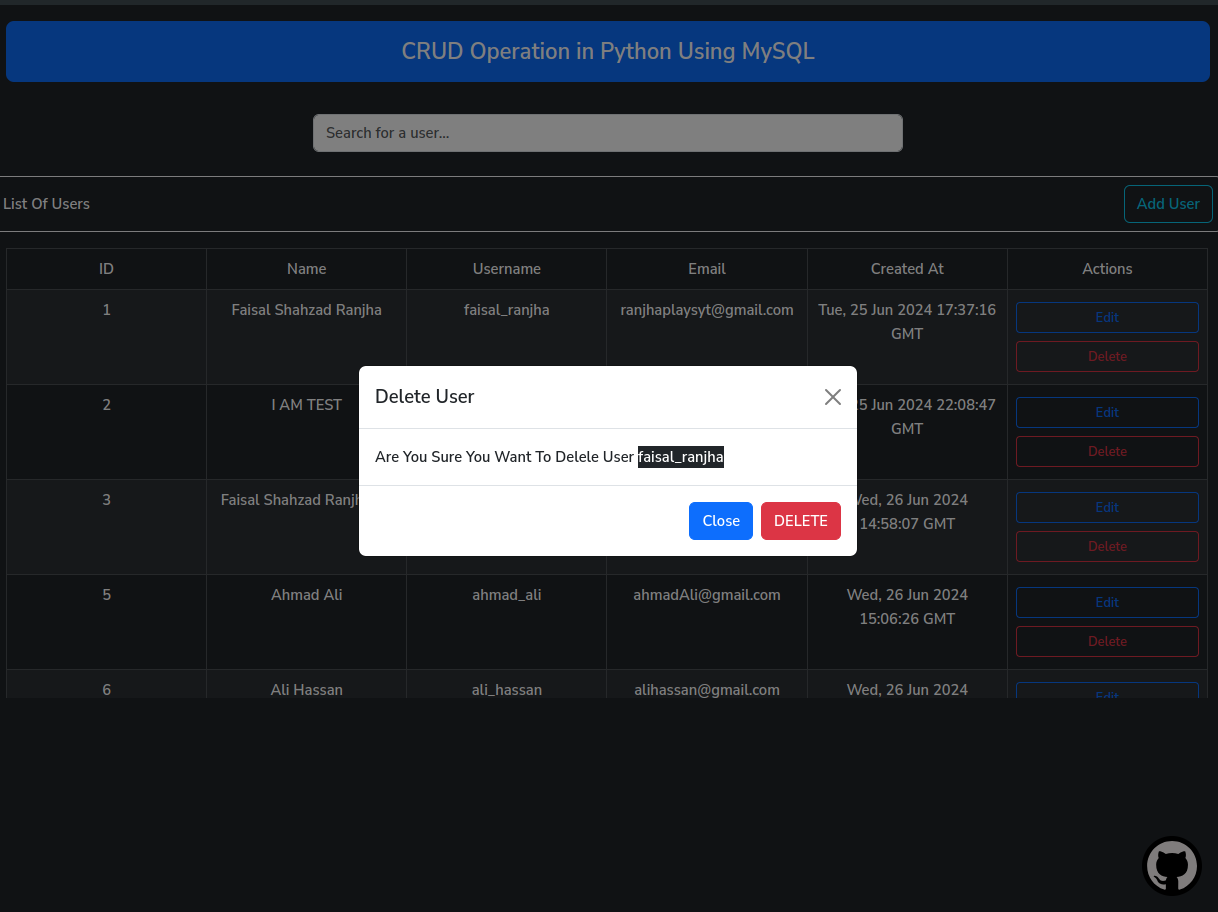 CRUD Operation in Python Using MySQL
Search for a user...
List Of Users
Add User
ID Name Username Email Created At Actions
1 Faisal Shahzad Ranjha faisal_ranjha ranjhaplaysyt@gmail.com Tue, 25 Jun 2024 17:37:16 Edit
GMT
Delete
Delete User
2 I AM TEST 5 Jun 2024 22:08:47 Edit
GMT
Delete
Are You Sure You Want To Delele User faisal_ranjha
3 Faisal Shahzad Ranjh ed, 26 Jun 2024 Edit
14:58:07 GMT
Close DELETE
Delete
5 Ahmad Ali ahmad_ali ahmadAli@gmail.com Wed, 26 Jun 2024 Edit
15:06:26 GMT
Delete
6 Ali Hassan ali_hassan alihassan@gmail.com Wed, 26 Jun 2024 Edit